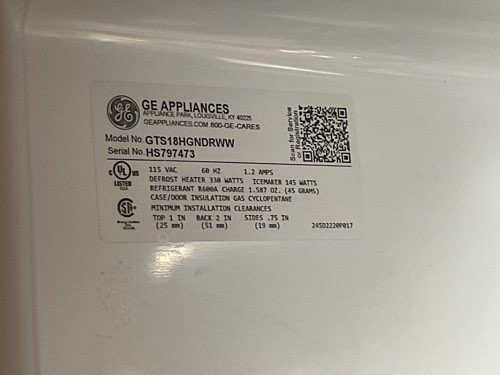 GE APPLIANCES
APPLIANCE PARK, LOUISVILLE, KY 40225
GEAPPLIANCES.COM 800-GE-CARES
Model No. GTS18HGNDRWW
Serial No. HS797473
Scan for Service
or Registration
C UL US
LISTED
115 VAC 60 HZ 1.2 AMPS
DEFROST HEATER 330 WATTS ICEMAKER 145 WATTS
REFRIGERANT R600A CHARGE 1.587 OZ. (45 GRAMS)
CASE/DOOR INSULATION GAS CYCLOPENTANE
MINIMUM INSTALLATION CLEARANCES
TOP 1 IN BACK 2 IN SIDES .75 IN
(25 mm) (51 mm) (19 mm)
245D2220P017